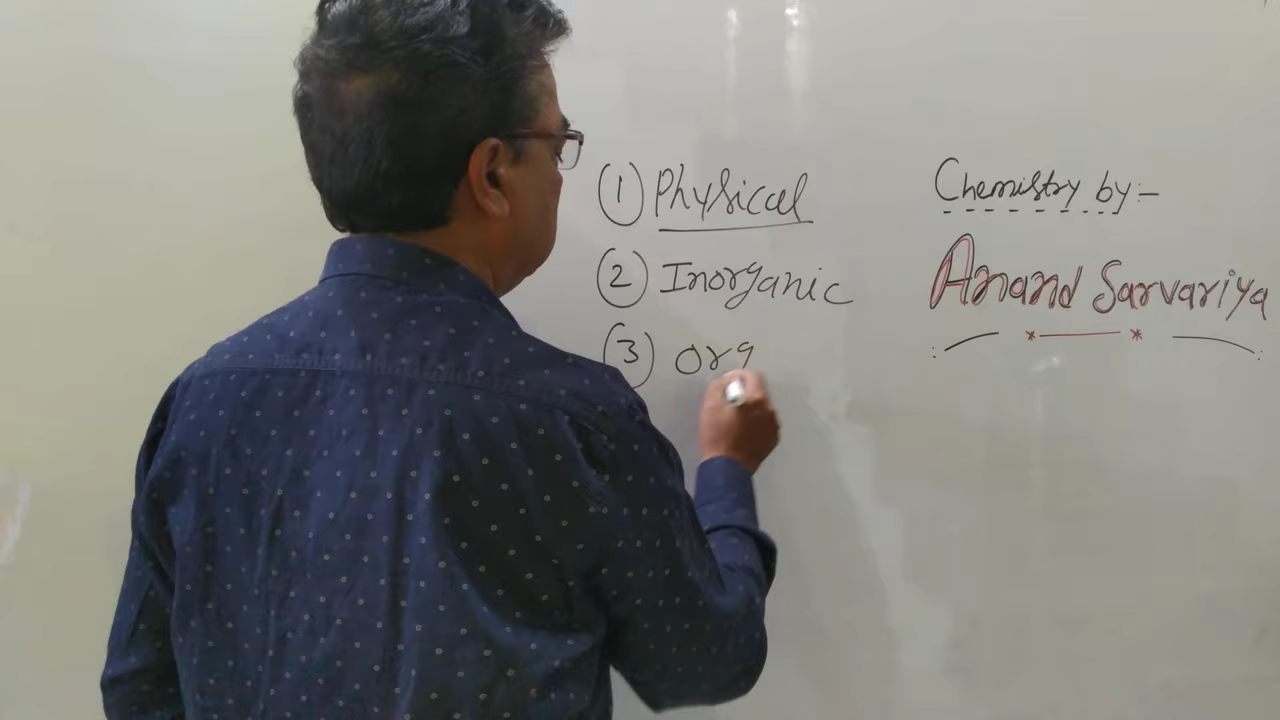 (1) Physical
(2) Inorganic
(3) Org
Chemistry by:-
Anand Sarvariya